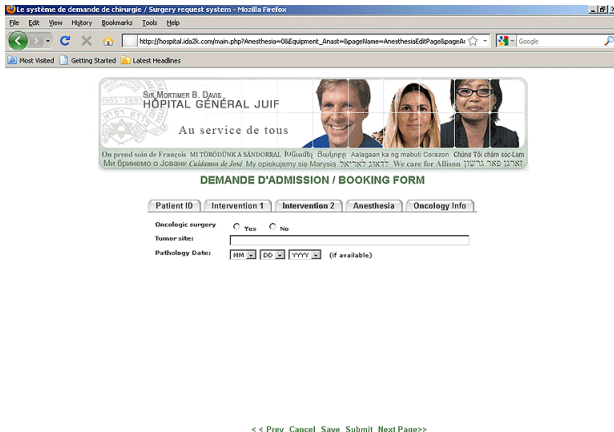 Le système de demande de chirurgie / Surgery request system - Mozilla Firefox
File Edit View History Bookmarks Tools Help
http://hospital.ida2k.com/main.php?Anesthesia=0&Equipment_Anast=&pageName=AnesthesiaEditPage&pageAc
Google
Most Visited Getting Started Latest Headlines
SIR MORTIMER B. DAVIS
HÔPITAL GÉNÉRAL JUIF
Au service de tous
On prend soin de François MI TÖRŐDÜNK A SÁNDORRAL Aalagaan ka ng mabuti Corazon Chúng Tôi chăm sóc Lam
Ми бринемо о Јовани Cuidamos de José My opiekujemy się Marysią דואג לאריאל We care for Allison
DEMANDE D'ADMISSION / BOOKING FORM
Patient ID Intervention 1 Intervention 2 Anesthesia Oncology Info
Oncologic surgery Yes No
Tumor site:
Pathology Date: MM DD YYYY (if available)
< < Prev Cancel Save Submit Next Page>>